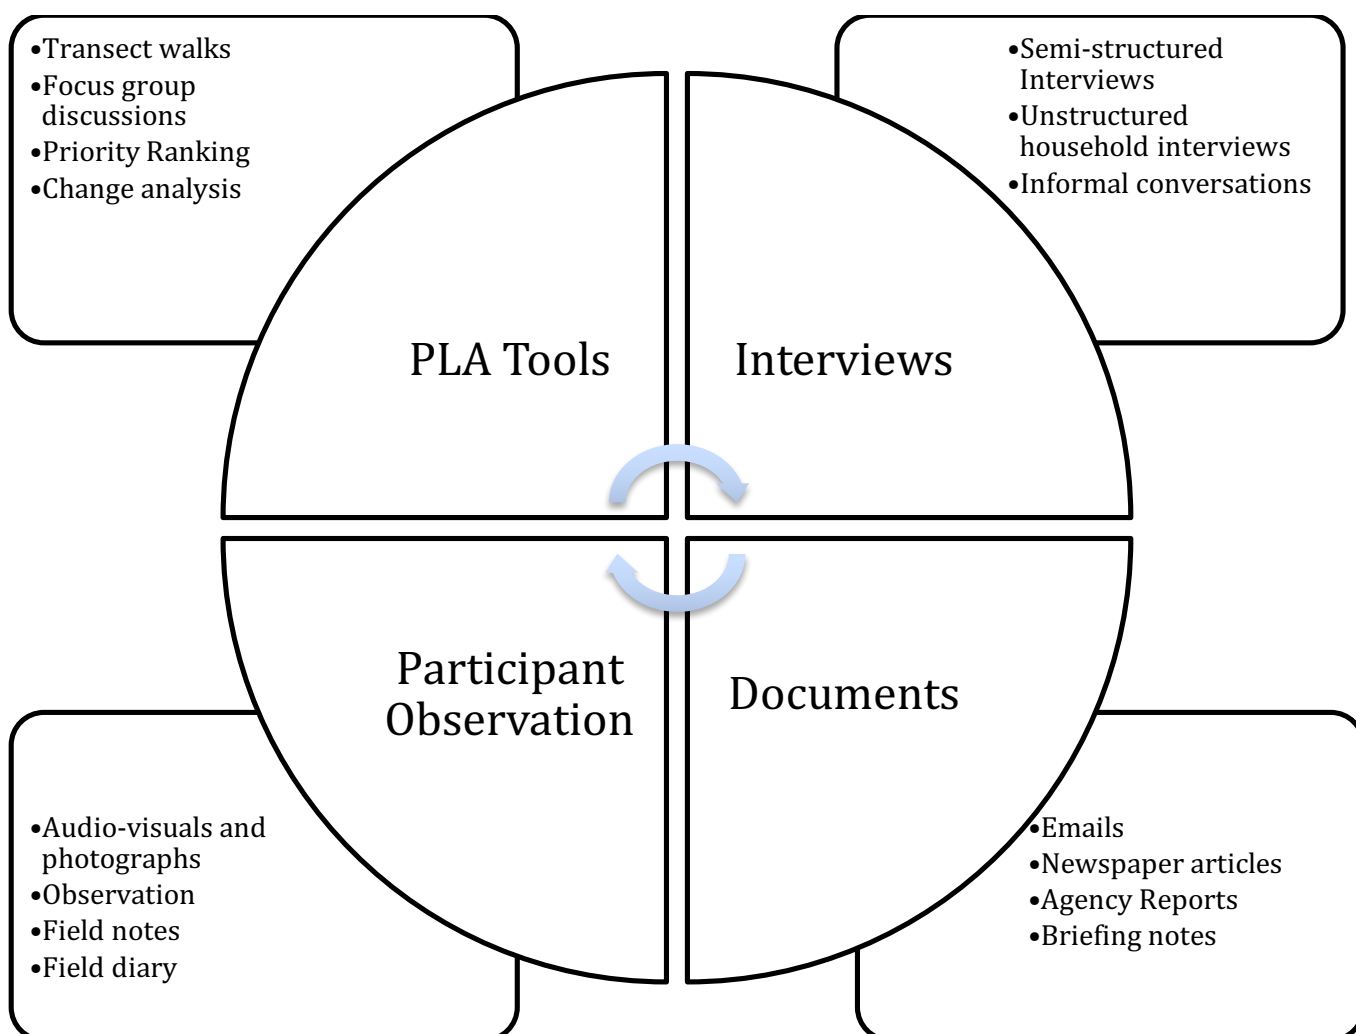 •Transect walks
•Focus group
discussions
•Priority Ranking
•Change analysis
•Semi-structured
Interviews
•Unstructured
household interviews
•Informal conversations
PLA Tools
Interviews
Participant
Observation
Documents
•Audio-visuals and
photographs
•Observation
•Field notes
•Field diary
•Emails
•Newspaper articles
•Agency Reports
•Briefing notes